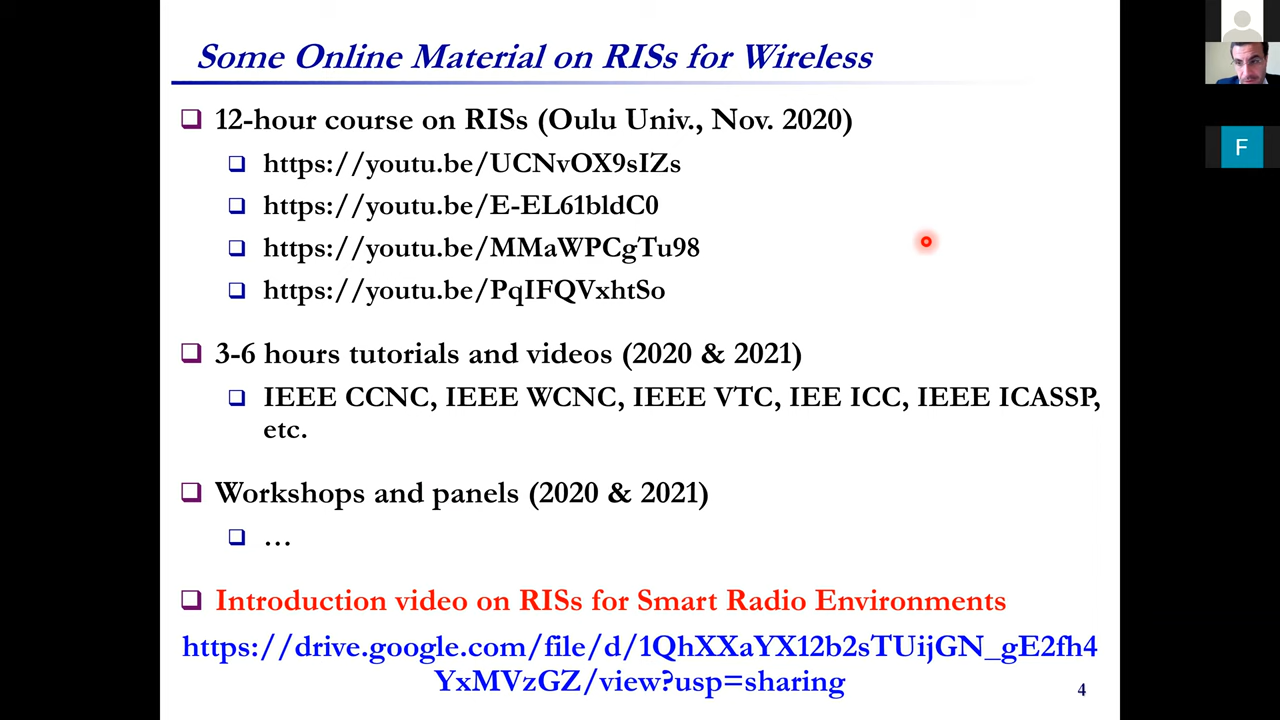 Some Online Material on RISs for Wireless
12-hour course on RISs (Oulu Univ., Nov. 2020)
https://youtu.be/UCNvOX9sIZs
https://youtu.be/E-EL61bldC0
https://youtu.be/MMaWPCgTu98
https://youtu.be/PqIFQVxhtSo
3-6 hours tutorials and videos (2020 & 2021)
IEEE CCNC, IEEE WCNC, IEEE VTC, IEE ICC, IEEE ICASSP,
etc.
Workshops and panels (2020 & 2021)
...
Introduction video on RISs for Smart Radio Environments
https://drive.google.com/file/d/1QhXXaYX12b2sTUijGN_gE2fh4
YxMVzGZ/view?usp=sharing
4
F